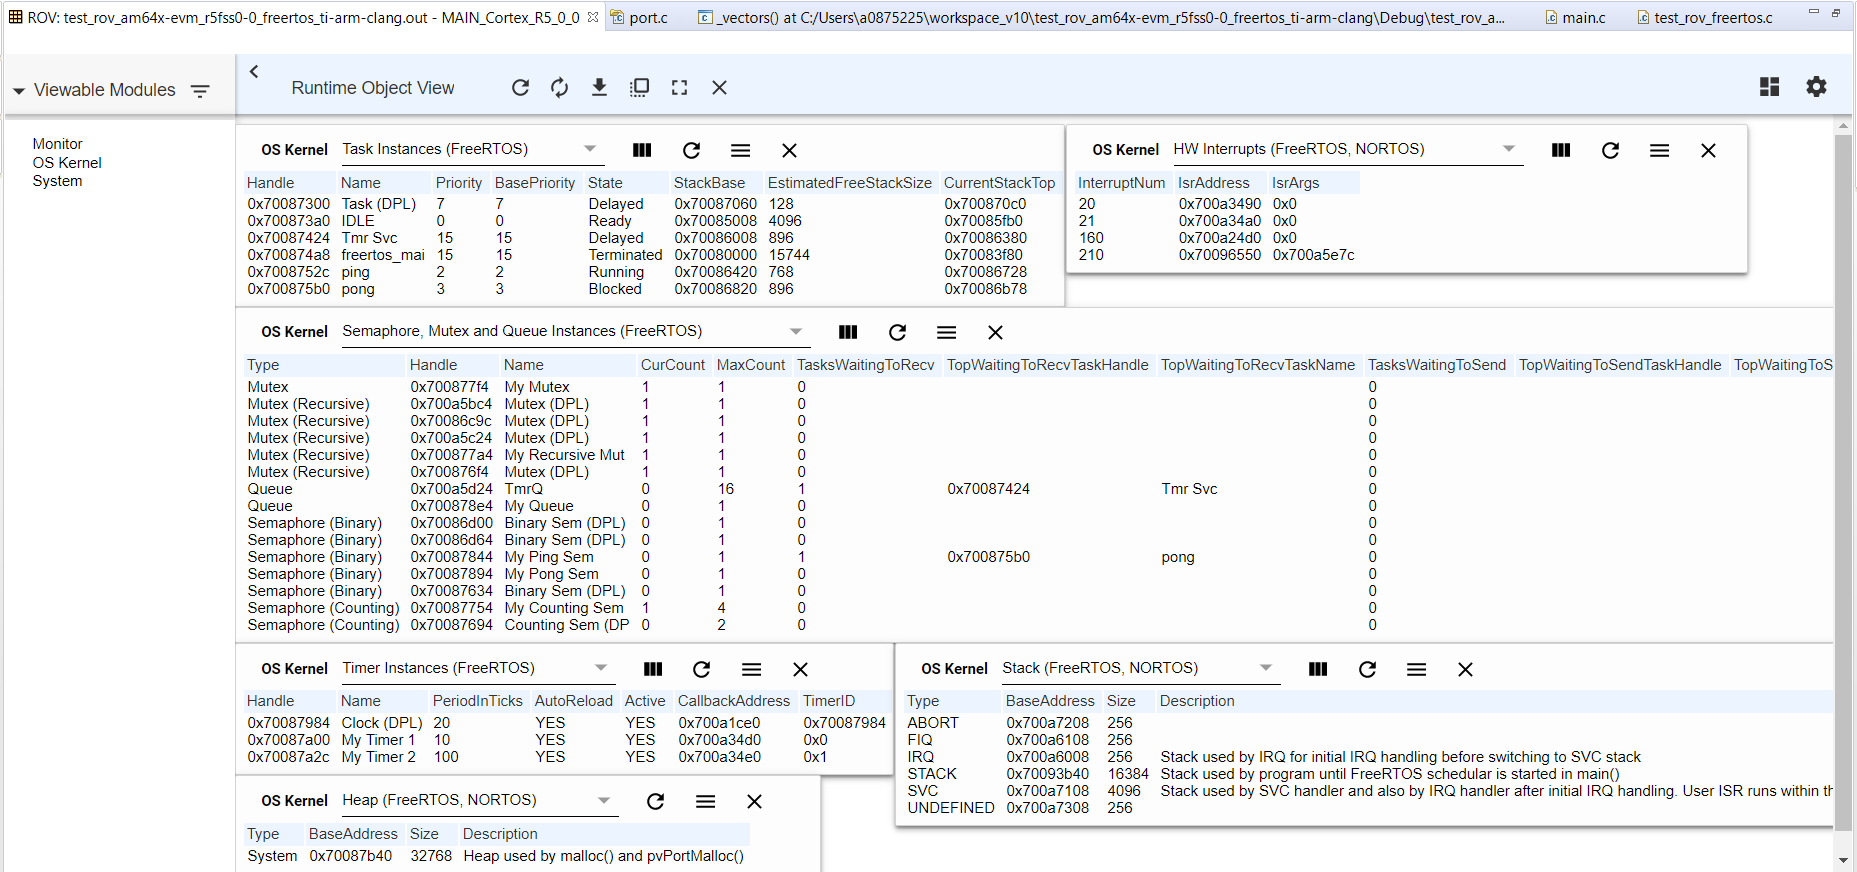 ROV: test_rov_am64x-evm_r5fss0-0_freertos_ti-arm-clang.out - MAIN_Cortex_R5_0_0 port.c _vectors() at C:/Users\a0875225\workspace_v10\test_rov_am64x-evm_r5fss0-0_freertos_ti-arm-clang\Debug\test_rov_a... main.c test_rov_freertos.c
Viewable Modules Runtime Object View
Monitor
OS Kernel
System
OS Kernel Task Instances (FreeRTOS)
Handle Name Priority BasePriority State StackBase EstimatedFreeStackSize CurrentStackTop
0x70087300 Task (DPL) 7 7 Delayed 0x70087060 128 0x700870c0
0x700873a0 IDLE 0 0 Ready 0x70085008 4096 0x70085fb0
0x70087424 Tmr Svc 15 15 Delayed 0x70086008 896 0x70086380
0x700874a8 freertos_mai 15 15 Terminated 0x70080000 15744 0x70083f80
0x7008752c ping 2 2 Running 0x70086420 768 0x70086728
0x700875b0 pong 3 3 Blocked 0x70086820 896 0x70086b78
OS Kernel HW Interrupts (FreeRTOS, NORTOS)
InterruptNum IsrAddress IsrArgs
20 0x700a3490 0x0
21 0x700a34a0 0x0
160 0x700a24d0 0x0
210 0x70096550 0x700a5e7c
OS Kernel Semaphore, Mutex and Queue Instances (FreeRTOS)
Type Handle Name CurCount MaxCount TasksWaitingToRecv TopWaitingToRecvTaskHandle TopWaitingToRecvTaskName TasksWaitingToSend TopWaitingToSendTaskHandle TopWaitingToS
Mutex 0x700877f4 My Mutex 1 1 0 0
Mutex (Recursive) 0x700a5bc4 Mutex (DPL) 1 1 0 0
Mutex (Recursive) 0x70086c9c Mutex (DPL) 1 1 0 0
Mutex (Recursive) 0x700a5c24 Mutex (DPL) 1 1 0 0
Mutex (Recursive) 0x700877a4 My Recursive Mut 1 1 0 0
Mutex (Recursive) 0x700876f4 Mutex (DPL) 1 1 0 0
Queue 0x700a5d24 TmrQ 0 16 1 0x70087424 Tmr Svc 0
Queue 0x700878e4 My Queue 0 1 0 0
Semaphore (Binary) 0x70086d00 Binary Sem (DPL) 0 1 0 0
Semaphore (Binary) 0x70086d64 Binary Sem (DPL) 0 1 0 0
Semaphore (Binary) 0x70087844 My Ping Sem 0 1 1 0x700875b0 pong 0
Semaphore (Binary) 0x70087894 My Pong Sem 0 1 0 0
Semaphore (Binary) 0x70087634 Binary Sem (DPL) 0 1 0 0
Semaphore (Counting) 0x70087754 My Counting Sem 1 4 0 0
Semaphore (Counting) 0x70087694 Counting Sem (DP 0 2 0 0
OS Kernel Timer Instances (FreeRTOS)
Handle Name PeriodInTicks AutoReload Active CallbackAddress TimerID
0x70087984 Clock (DPL) 20 YES YES 0x700a1ce0 0x70087984
0x70087a00 My Timer 1 10 YES YES 0x700a34d0 0x0
0x70087a2c My Timer 2 100 YES YES 0x700a34e0 0x1
OS Kernel Stack (FreeRTOS, NORTOS)
Type BaseAddress Size Description
ABORT 0x700a7208 256
FIQ 0x700a6108 256
IRQ 0x700a6008 256 Stack used by IRQ for initial IRQ handling before switching to SVC stack
STACK 0x70093b40 16384 Stack used by program until FreeRTOS schedular is started in main()
SVC 0x700a7108 4096 Stack used by SVC handler and also by IRQ handler after initial IRQ handling. User ISR runs within th
UNDEFINED 0x700a7308 256
OS Kernel Heap (FreeRTOS, NORTOS)
Type BaseAddress Size Description
System 0x70087b40 32768 Heap used by malloc() and pvPortMalloc()